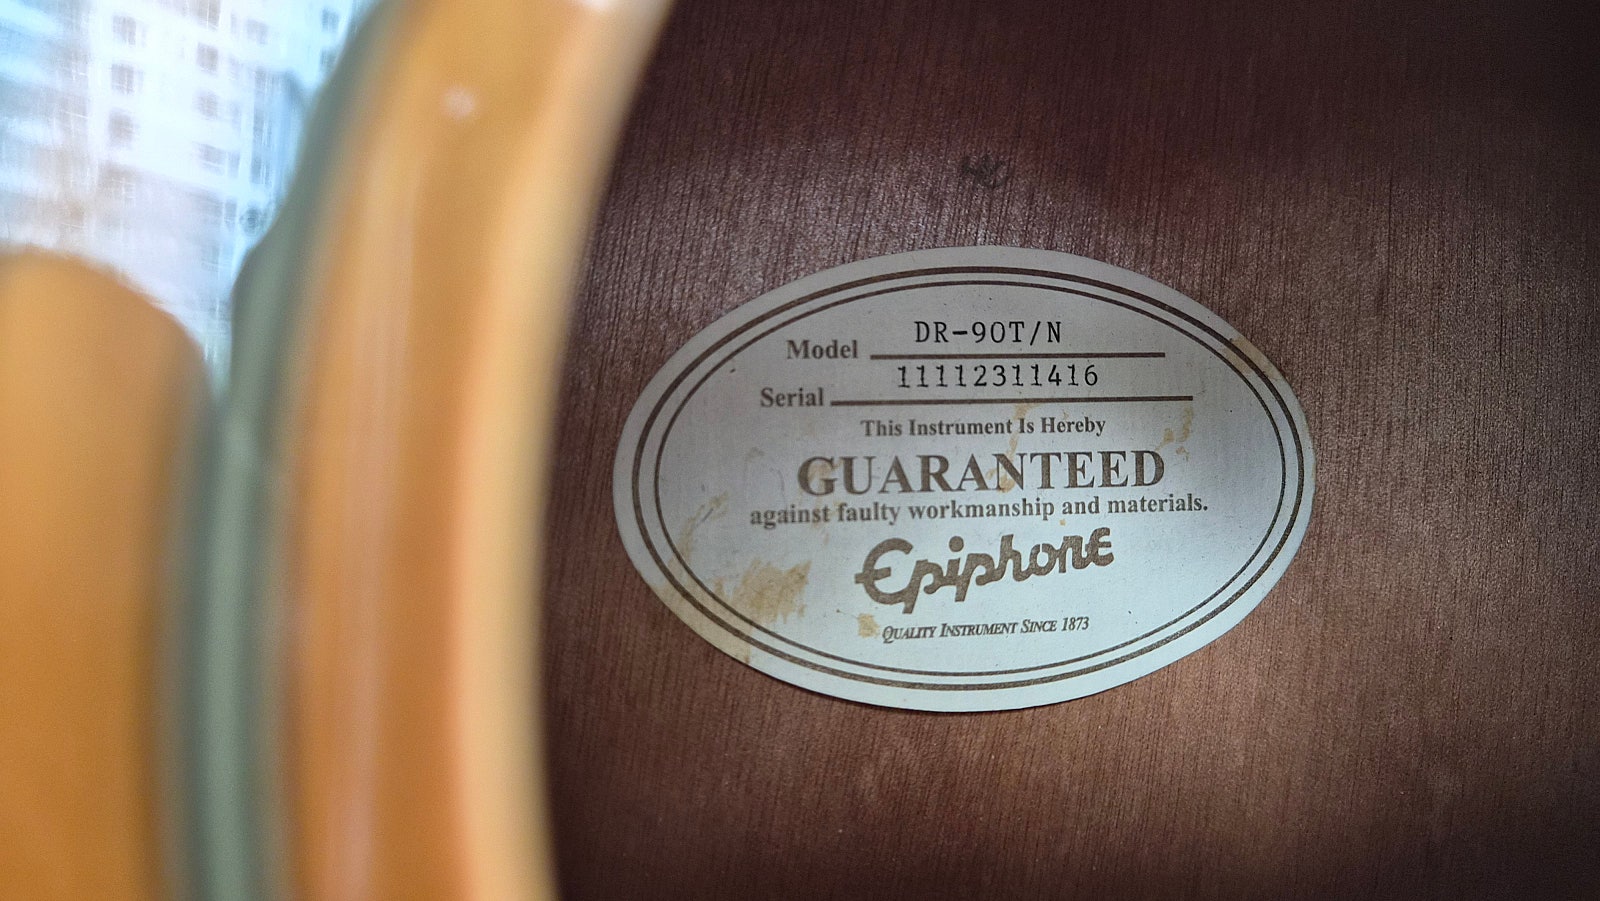 Model DR-90T/N
Serial 11112311416
This Instrument Is Hereby
GUARANTEED
against faulty workmanship and materials.
Epiphone
QUALITY INSTRUMENT SINCE 1873